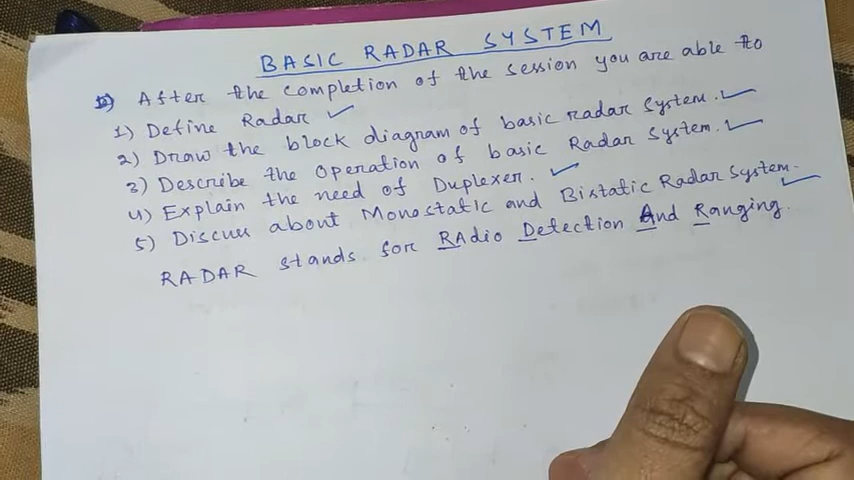 BASIC RADAR SYSTEM
After the completion of the session you are able to
1) Define Radar ✓
2) Draw the block diagram of basic radar system. ✓
3) Describe the operation of basic Radar system. ✓
4) Explain the need of Duplexer. ✓
5) Discuss about Monostatic and Bistatic Radar System. ✓
RADAR stands for RAdio Detection And Ranging.